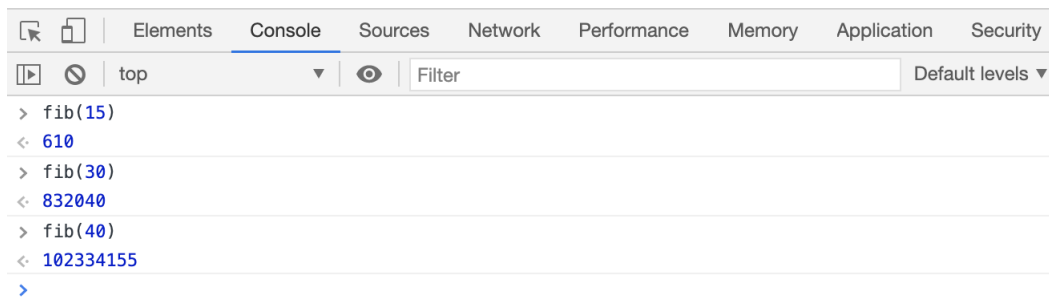 Elements Console Sources Network Performance Memory Application Security
top Filter Default levels
> fib(15)
610
> fib(30)
832040
> fib(40)
102334155
>